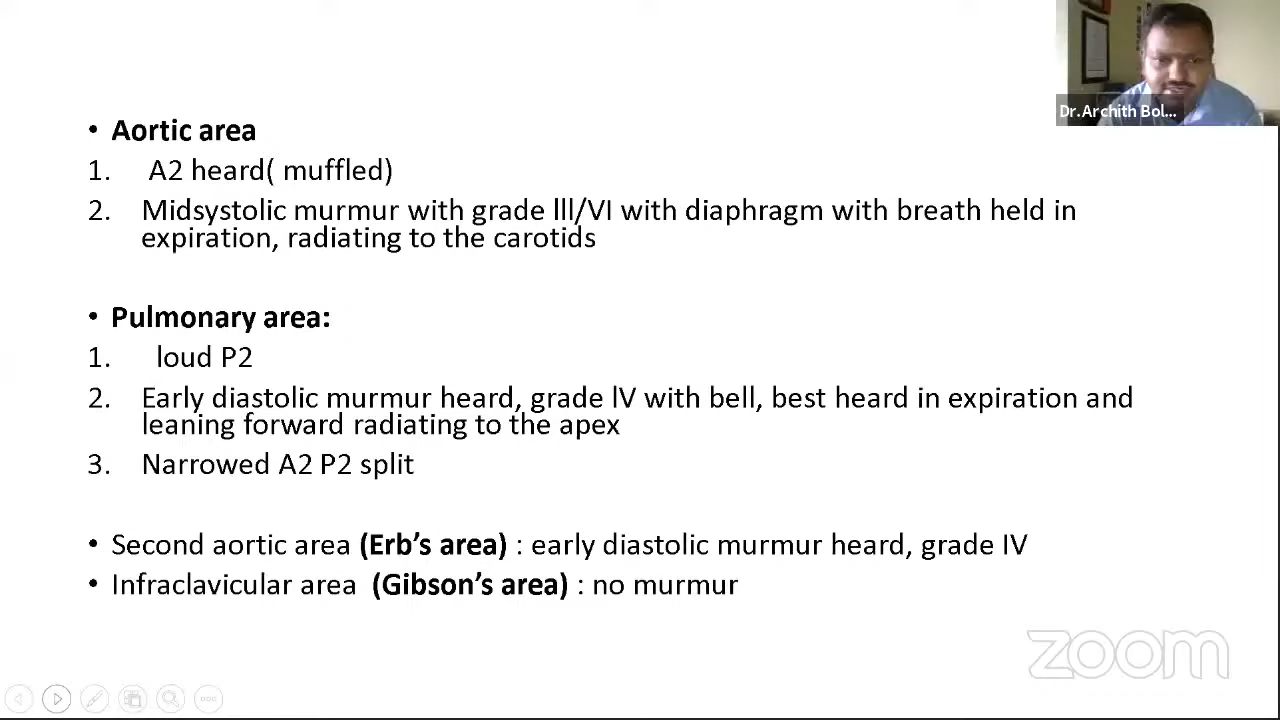 Dr.Archith Bol...
• Aortic area
1. A2 heard( muffled)
2. Midsystolic murmur with grade lll/VI with diaphragm with breath held in
expiration, radiating to the carotids
• Pulmonary area:
1. loud P2
2. Early diastolic murmur heard, grade lV with bell, best heard in expiration and
leaning forward radiating to the apex
3. Narrowed A2 P2 split
• Second aortic area (Erb’s area) : early diastolic murmur heard, grade IV
• Infraclavicular area (Gibson’s area) : no murmur
zoom